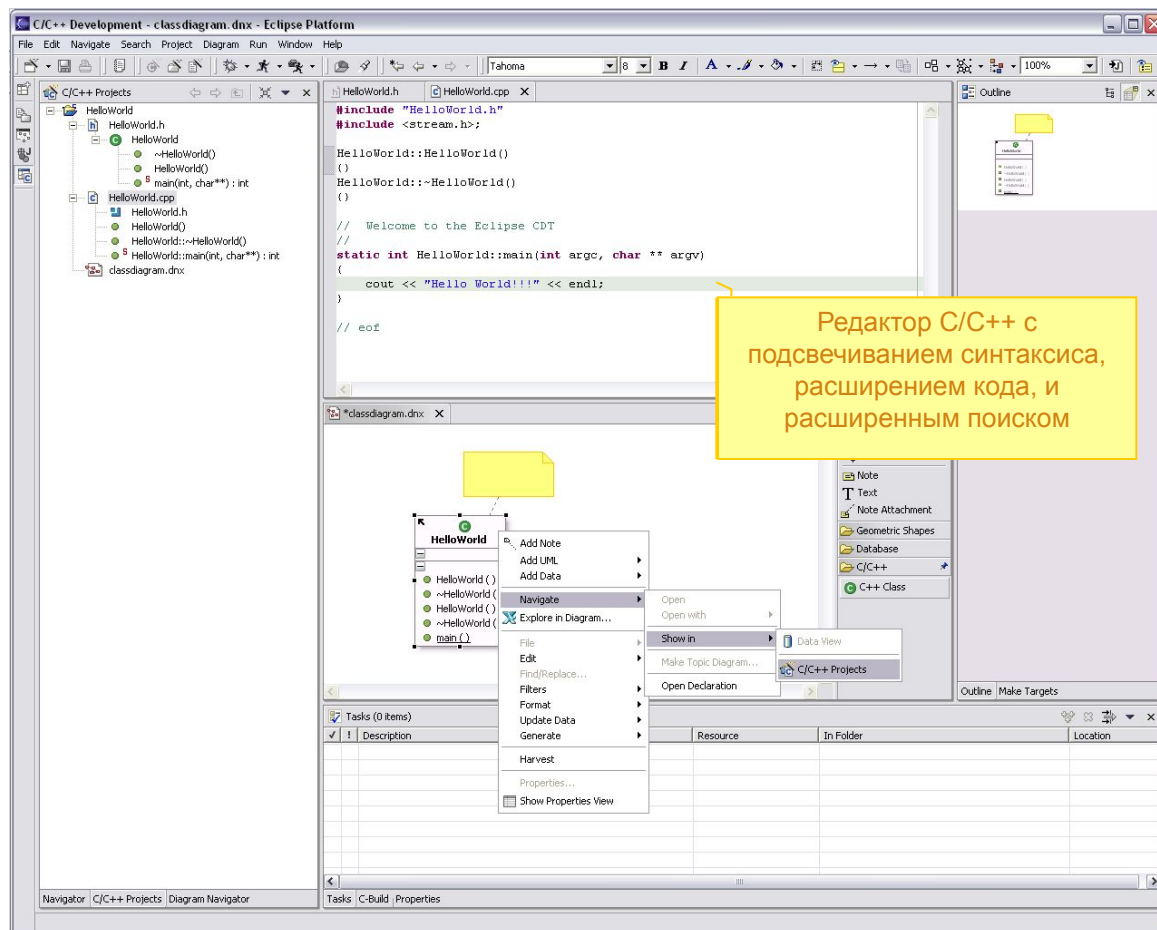 C/C++ Development - classdiagram.dnx - Eclipse Platform
File Edit Navigate Search Project Diagram Run Window Help
Tahoma 8 B I A 100%
C/C++ Projects
HelloWorld
HelloWorld.h
HelloWorld
~HelloWorld()
HelloWorld()
S main(int, char**) : int
HelloWorld.cpp
HelloWorld.h
HelloWorld()
HelloWorld::~HelloWorld()
S HelloWorld::main(int, char**) : int
classdiagram.dnx
Navigator C/C++ Projects Diagram Navigator
HelloWorld.h HelloWorld.cpp
#include "HelloWorld.h"
#include <stream.h>;
HelloWorld::HelloWorld()
{}
HelloWorld::~HelloWorld()
{}
// Welcome to the Eclipse CDT
//
static int HelloWorld::main(int argc, char ** argv)
{
cout << "Hello World!!!" << endl;
}
// eof
Редактор C/C++ с
подсвечиванием синтаксиса,
расширением кода, и
расширенным поиском
*classdiagram.dnx
HelloWorld
HelloWorld ( )
~HelloWorld (
HelloWorld ( )
~HelloWorld (
main ( )
Add Note
Add UML
Add Data
Navigate
Explore in Diagram...
File
Edit
Find/Replace...
Filters
Format
Update Data
Generate
Harvest
Properties...
Show Properties View
Open
Open with
Show in
Make Topic Diagram...
Open Declaration
Data View
C/C++ Projects
Note
T Text
Note Attachment
Geometric Shapes
Database
C/C++
C++ Class
Outline
Outline Make Targets
Tasks (0 items)
✓ ! Description Resource In Folder Location
Tasks C-Build Properties